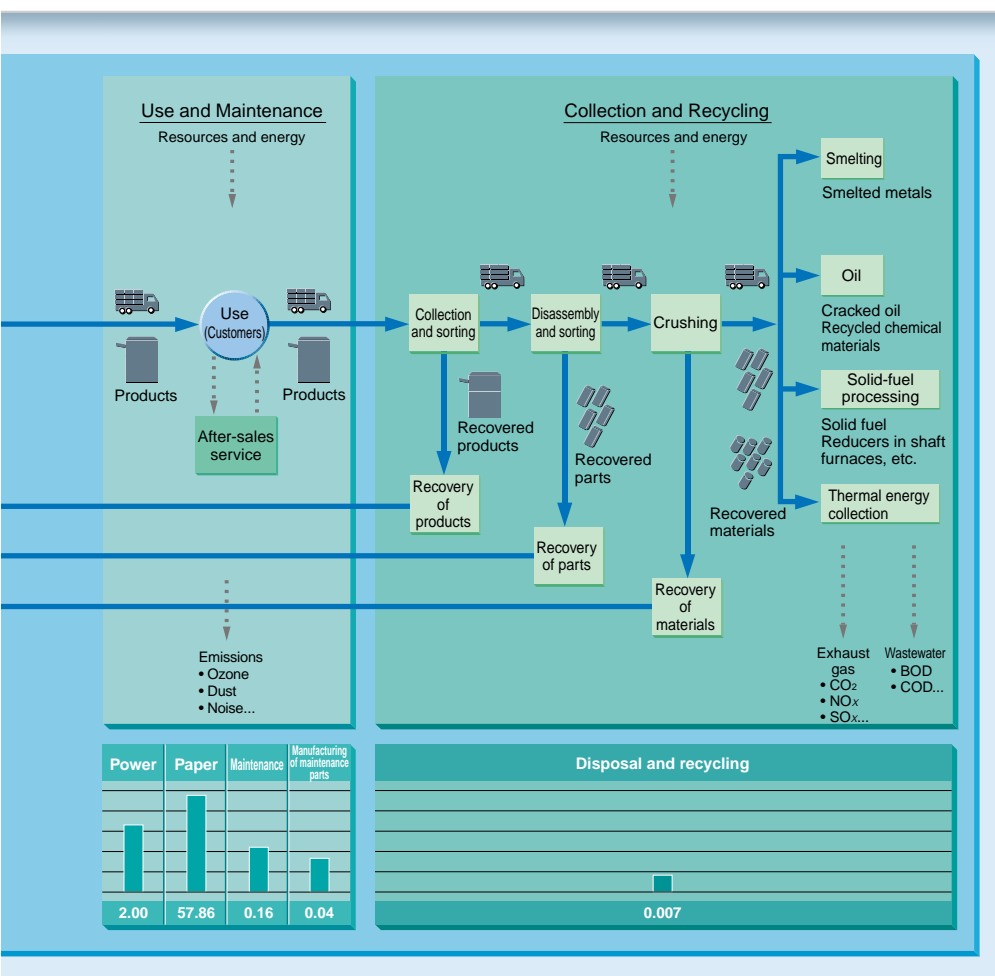 Use and Maintenance
Resources and energy
Products
Use
(Customers)
Products
After-sales
service
Emissions
• Ozone
• Dust
• Noise...
Collection and Recycling
Resources and energy
Collection
and sorting
Disassembly
and sorting
Crushing
Recovered
products
Recovered
parts
Recovered
materials
Recovery
of
products
Recovery
of parts
Recovery
of
materials
Smelting
Smelted metals
Oil
Cracked oil
Recycled chemical
materials
Solid-fuel
processing
Solid fuel
Reducers in shaft
furnaces, etc.
Thermal energy
collection
Exhaust
gas
• CO₂
• NOx
• SOx...
Wastewater
• BOD
• COD...
Power
Paper
Maintenance
Manufacturing
of maintenance
parts
2.00
57.86
0.16
0.04
Disposal and recycling
0.007